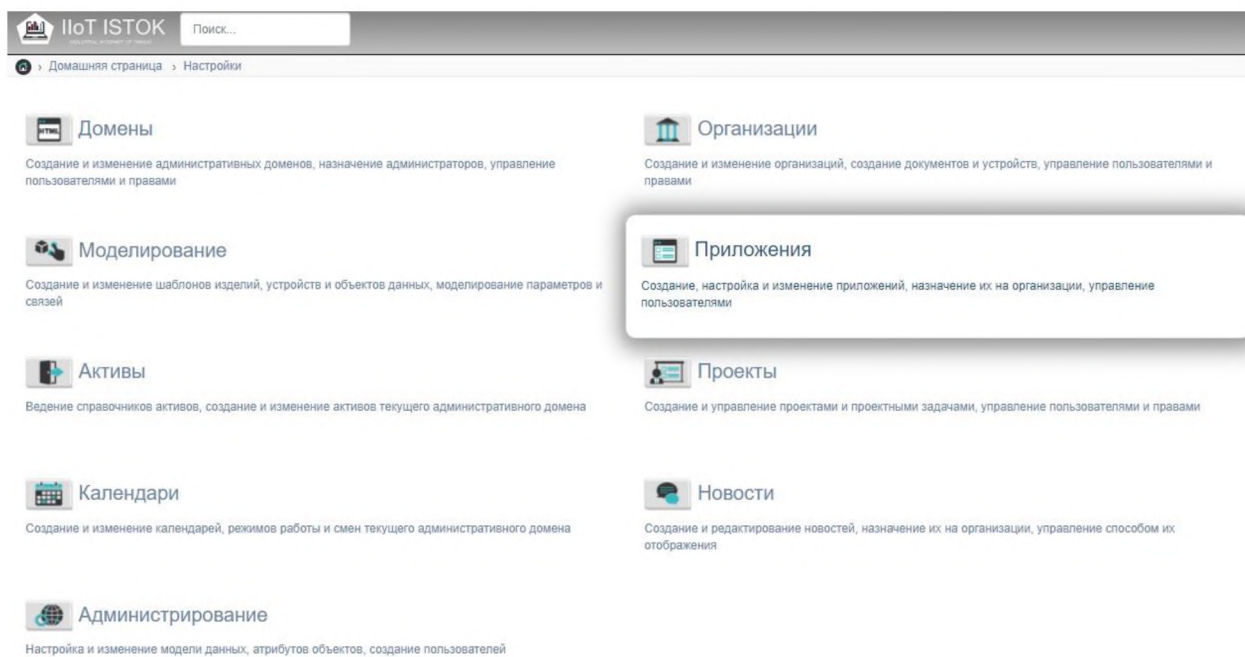 IIoT ISTOK
Поиск...
INDUSTRIAL INTERNET OF THINGS
› Домашняя страница › Настройки
HTML Домены
Создание и изменение административных доменов, назначение администраторов, управление
пользователями и правами
Организации
Создание и изменение организаций, создание документов и устройств, управление пользователями и
правами
Моделирование
Создание и изменение шаблонов изделий, устройств и объектов данных, моделирование параметров и
связей
Приложения
Создание, настройка и изменение приложений, назначение их на организации, управление
пользователями
Активы
Ведение справочников активов, создание и изменение активов текущего административного домена
Проекты
Создание и управление проектами и проектными задачами, управление пользователями и правами
Календари
Создание и изменение календарей, режимов работы и смен текущего административного домена
Новости
Создание и редактирование новостей, назначение их на организации, управление способом их
отображения
Администрирование
Настройка и изменение модели данных, атрибутов объектов, создание пользователей